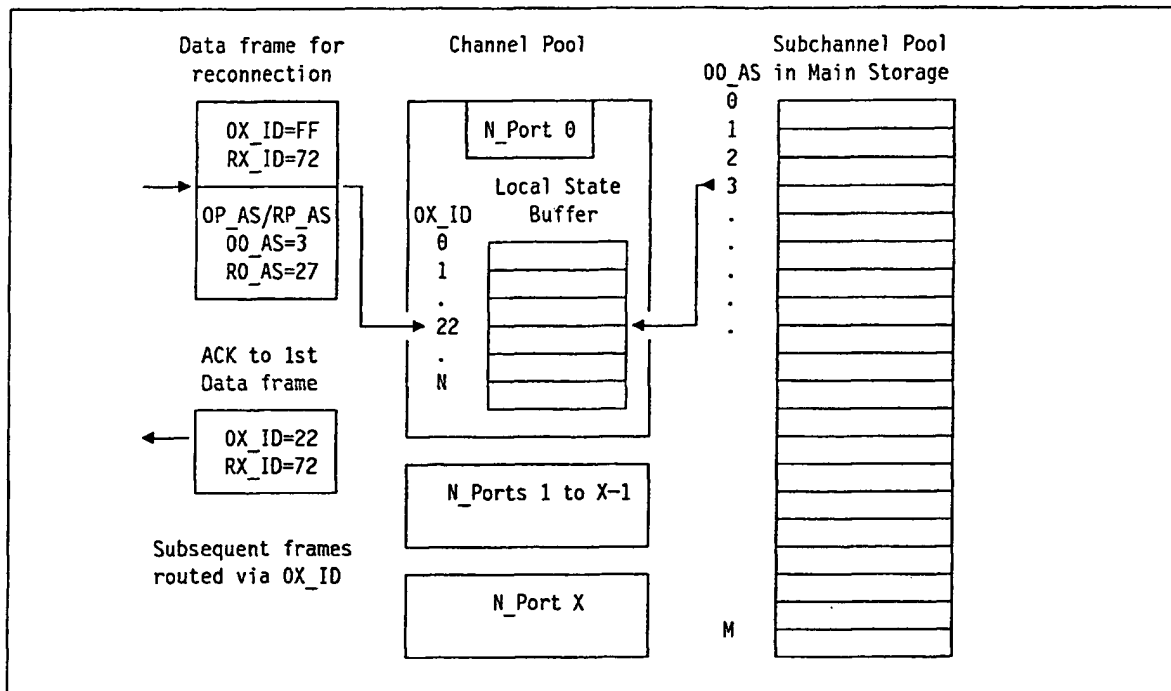 Data frame for
reconnection
OX_ID=FF
RX_ID=72
OP_AS/RP_AS
OO_AS=3
RO_AS=27
ACK to 1st
Data frame
OX_ID=22
RX_ID=72
Subsequent frames
routed via OX_ID
Channel Pool
N_Port 0
Local State
Buffer
OX_ID
0
1
.
22
.
N
N_Ports 1 to X-1
N_Port X
Subchannel Pool
OO_AS in Main Storage
0
1
2
3
.
.
.
.
.
M